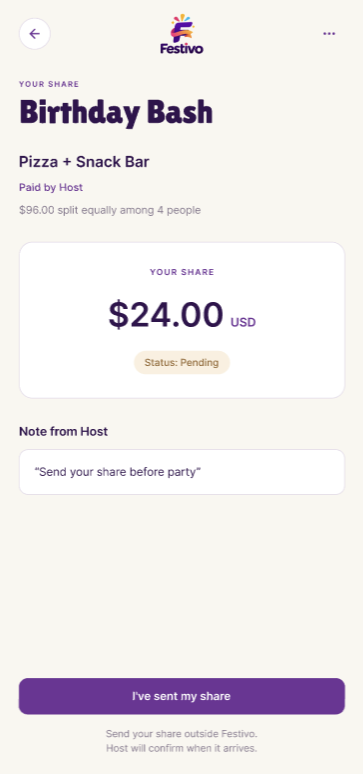 Festivo
YOUR SHARE
Birthday Bash
Pizza + Snack Bar
Paid by Host
$96.00 split equally among 4 people
YOUR SHARE
$24.00 USD
Status: Pending
Note from Host
“Send your share before party”
I've sent my share
Send your share outside Festivo.
Host will confirm when it arrives.